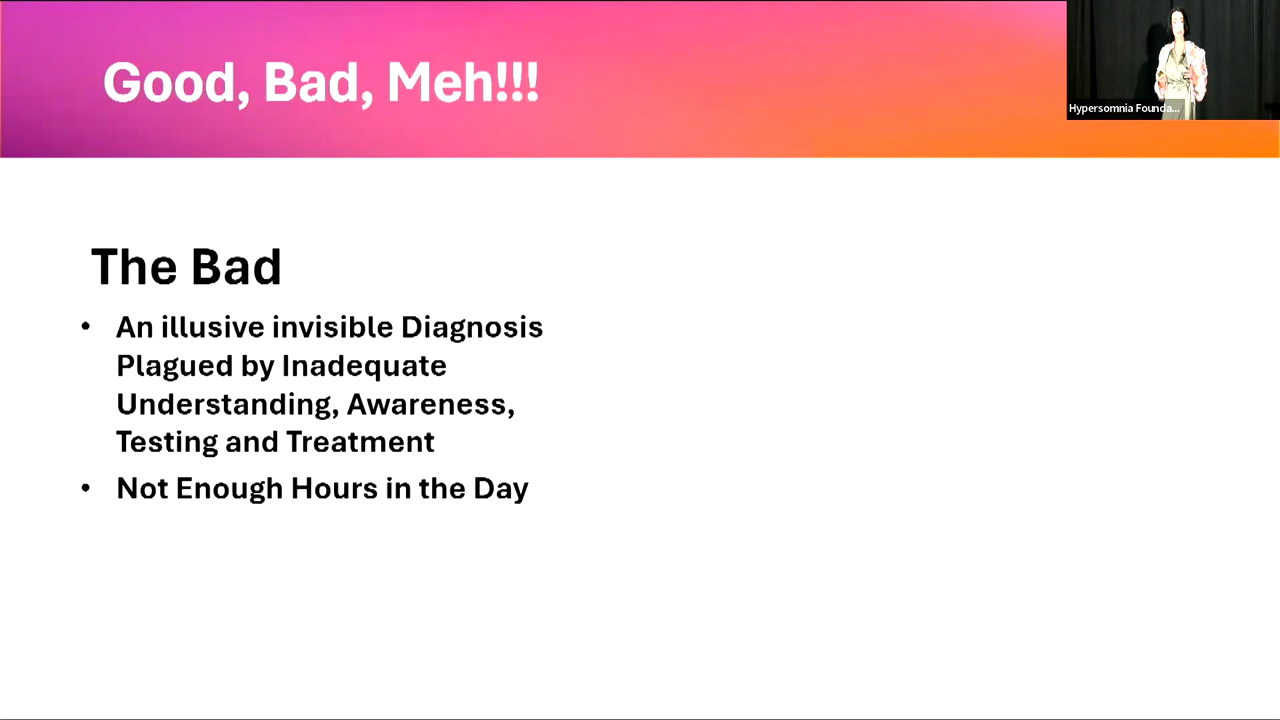 Good, Bad, Meh!!!
Hypersomnia Founda...
The Bad
• An illusive invisible Diagnosis
Plagued by Inadequate
Understanding, Awareness,
Testing and Treatment
• Not Enough Hours in the Day